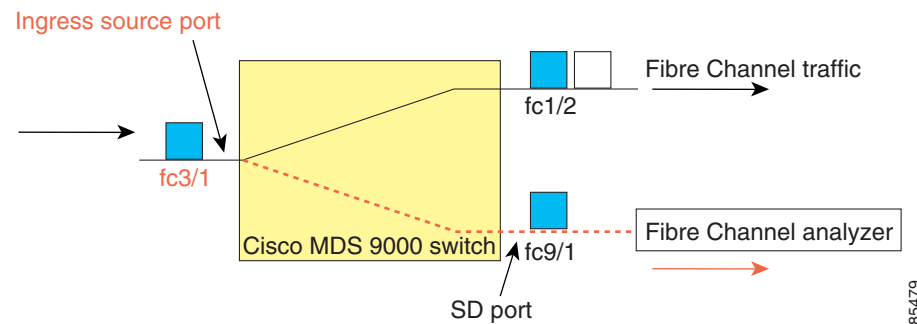 Ingress source port
Fibre Channel traffic
fc1/2
fc3/1
Cisco MDS 9000 switch
fc9/1
Fibre Channel analyzer
SD port
85479